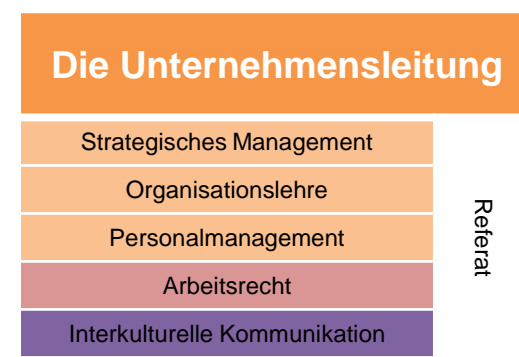 Die Unternehmensleitung
Strategisches Management
Organisationslehre
Personalmanagement
Arbeitsrecht
Interkulturelle Kommunikation
Referat